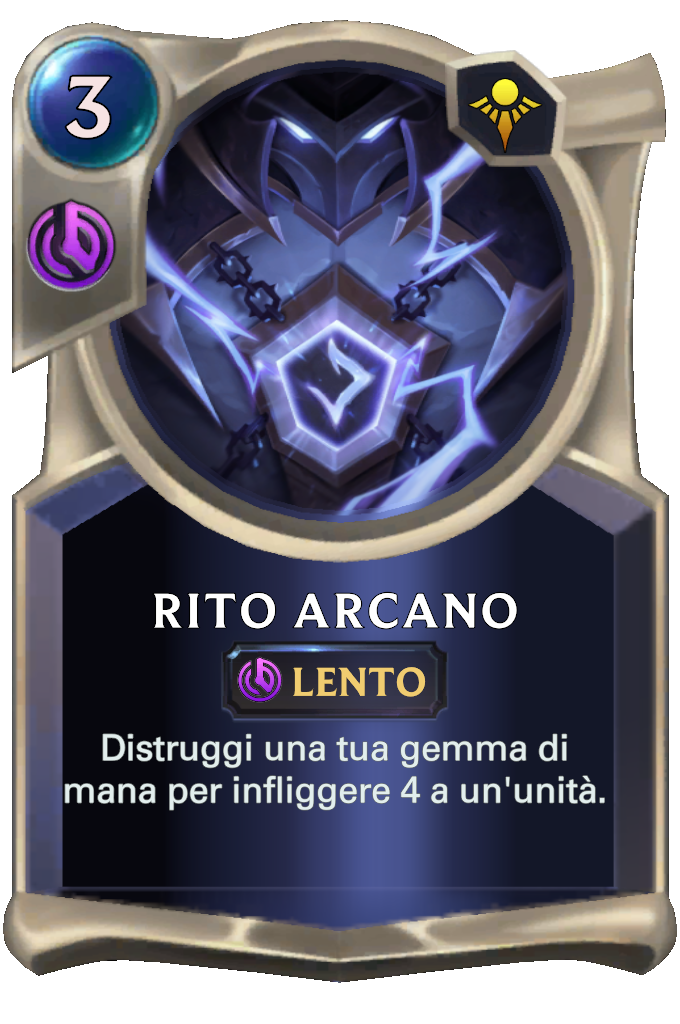 3
RITO ARCANO
LENTO
Distruggi una tua gemma di
mana per infliggere 4 a un'unità.